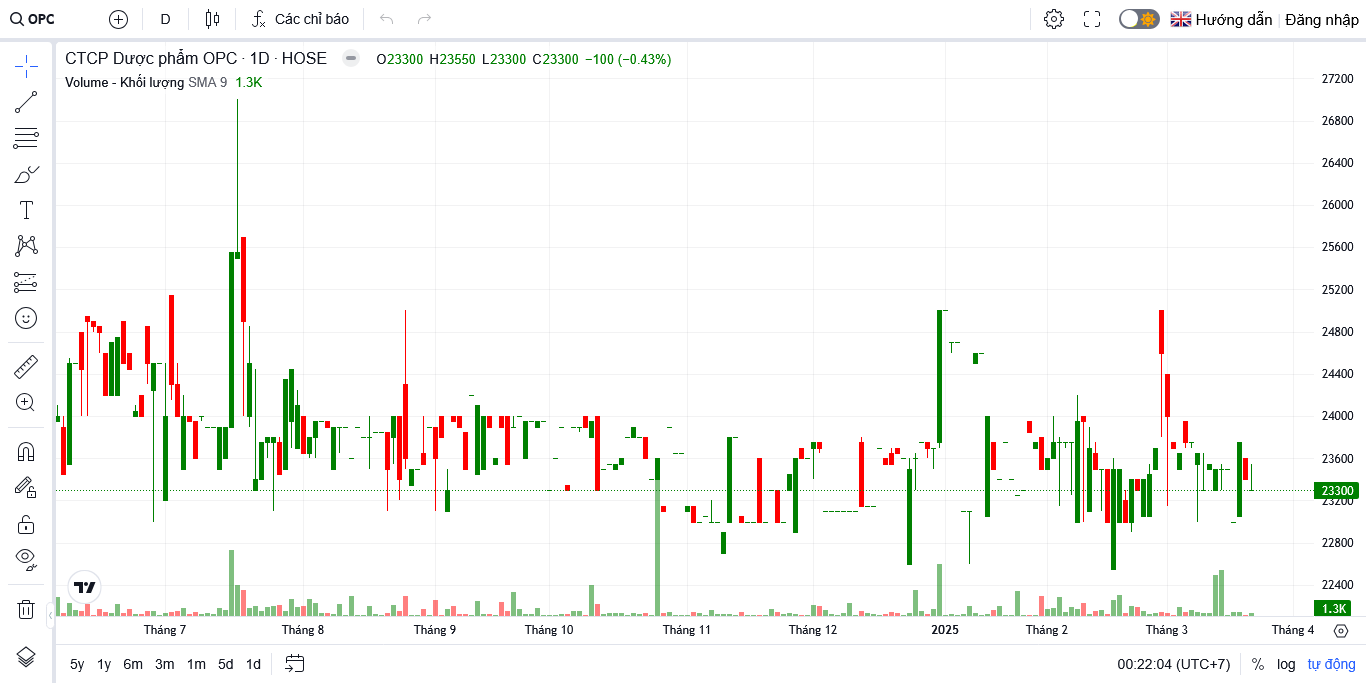 OPC D Các chỉ báo Hướng dẫn Đăng nhập
CTCP Dược phẩm OPC · 1D · HOSE O23300 H23550 L23300 C23300 −100 (−0.43%)
Volume - Khối lượng SMA 9 1.3K
27200
26800
26400
26000
25600
25200
24800
24400
24000
23600
23300
23200
22800
22400
1.3K
Tháng 7 Tháng 8 Tháng 9 Tháng 10 Tháng 11 Tháng 12 2025 Tháng 2 Tháng 3 Tháng 4
5y 1y 6m 3m 1m 5d 1d 00:22:04 (UTC+7) % log tự động